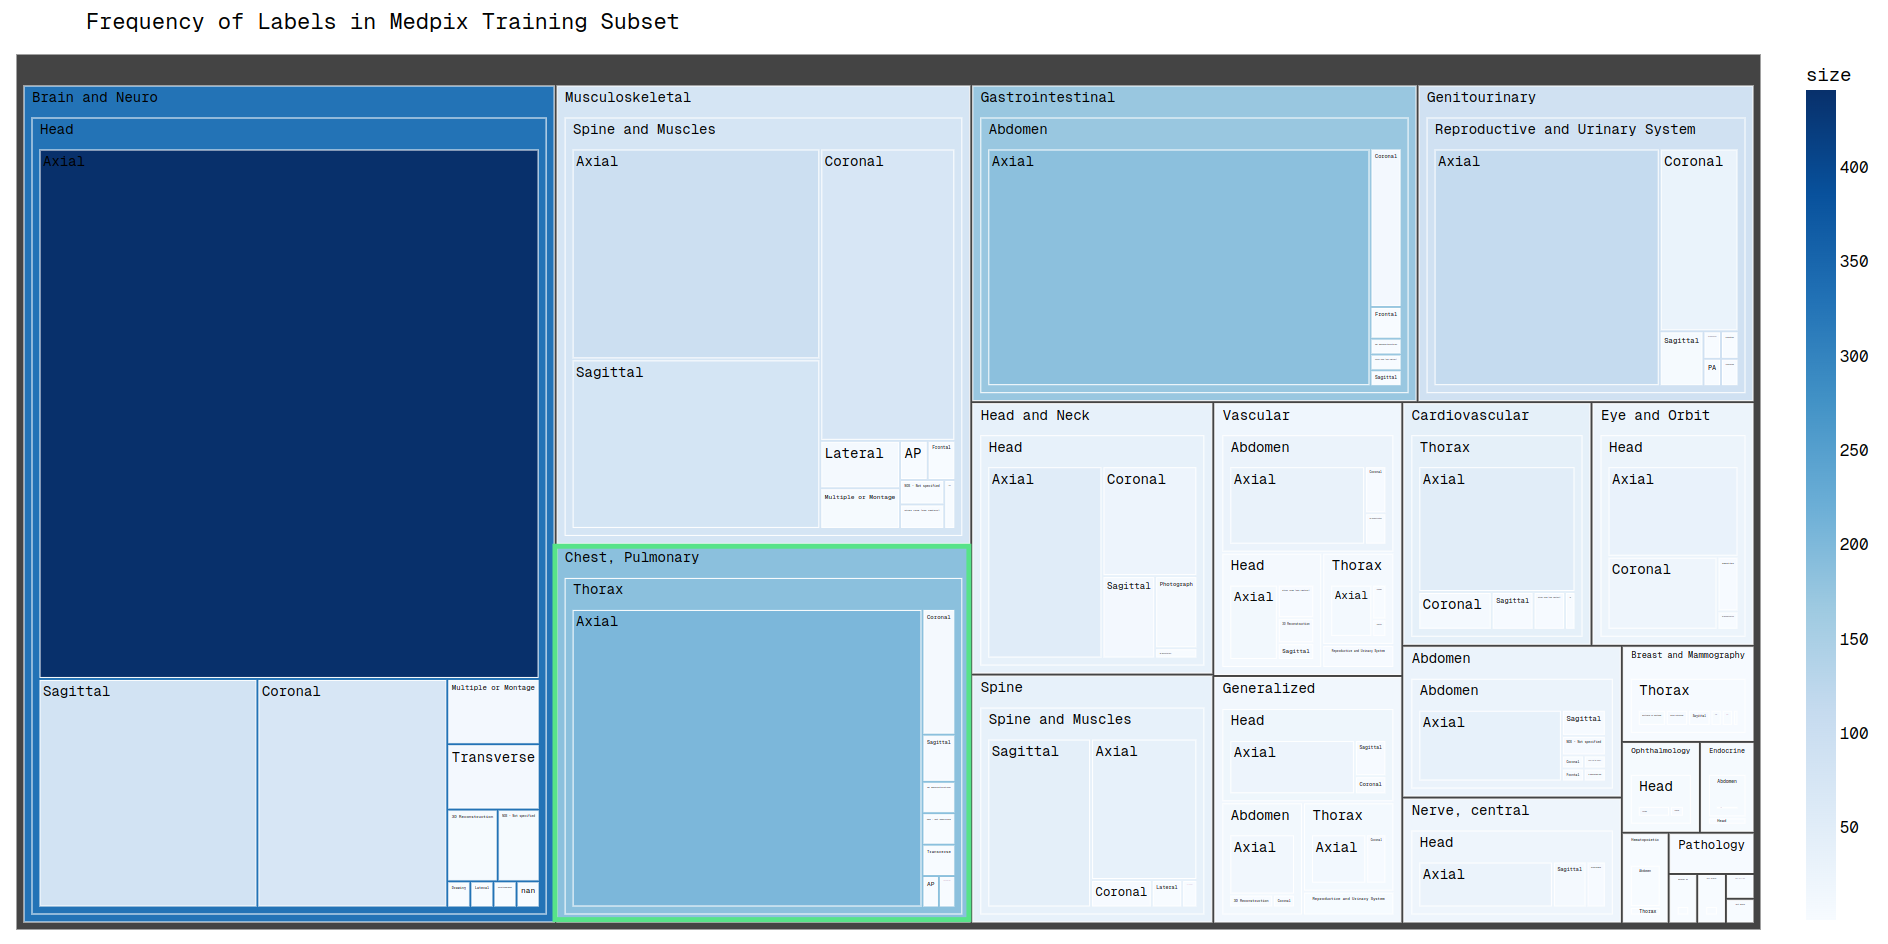 Frequency of Labels in Medpix Training Subset
Brain and Neuro
Head
Axial
Sagittal
Coronal
Multiple or Montage
Transverse
3D Reconstruction
NOS - Not specified
Drawing
Lateral
nan
Musculoskeletal
Spine and Muscles
Axial
Coronal
Sagittal
Lateral
AP
Frontal
NOS - Not specified
Multiple or Montage
Chest, Pulmonary
Thorax
Axial
Coronal
Sagittal
Transverse
AP
Gastrointestinal
Abdomen
Axial
Coronal
Frontal
Sagittal
Genitourinary
Reproductive and Urinary System
Axial
Coronal
Sagittal
PA
Head and Neck
Head
Axial
Coronal
Sagittal
Photograph
Spine
Spine and Muscles
Sagittal
Axial
Coronal
Lateral
Vascular
Abdomen
Axial
Coronal
Head
Axial
3D Reconstruction
Sagittal
Thorax
Axial
Reproductive and Urinary System
Generalized
Head
Axial
Sagittal
Coronal
Abdomen
Axial
3D Reconstruction
Coronal
Thorax
Axial
Coronal
Reproductive and Urinary System
Cardiovascular
Thorax
Axial
Coronal
Sagittal
Eye and Orbit
Head
Axial
Coronal
Abdomen
Abdomen
Axial
Sagittal
NOS - Not specified
Coronal
Frontal
Nerve, central
Head
Axial
Sagittal
Breast and Mammography
Thorax
Sagittal
Ophthalmology
Head
Endocrine
Abdomen
Head
Hematopoietic
Abdomen
Thorax
Pathology
size
400
350
300
250
200
150
100
50